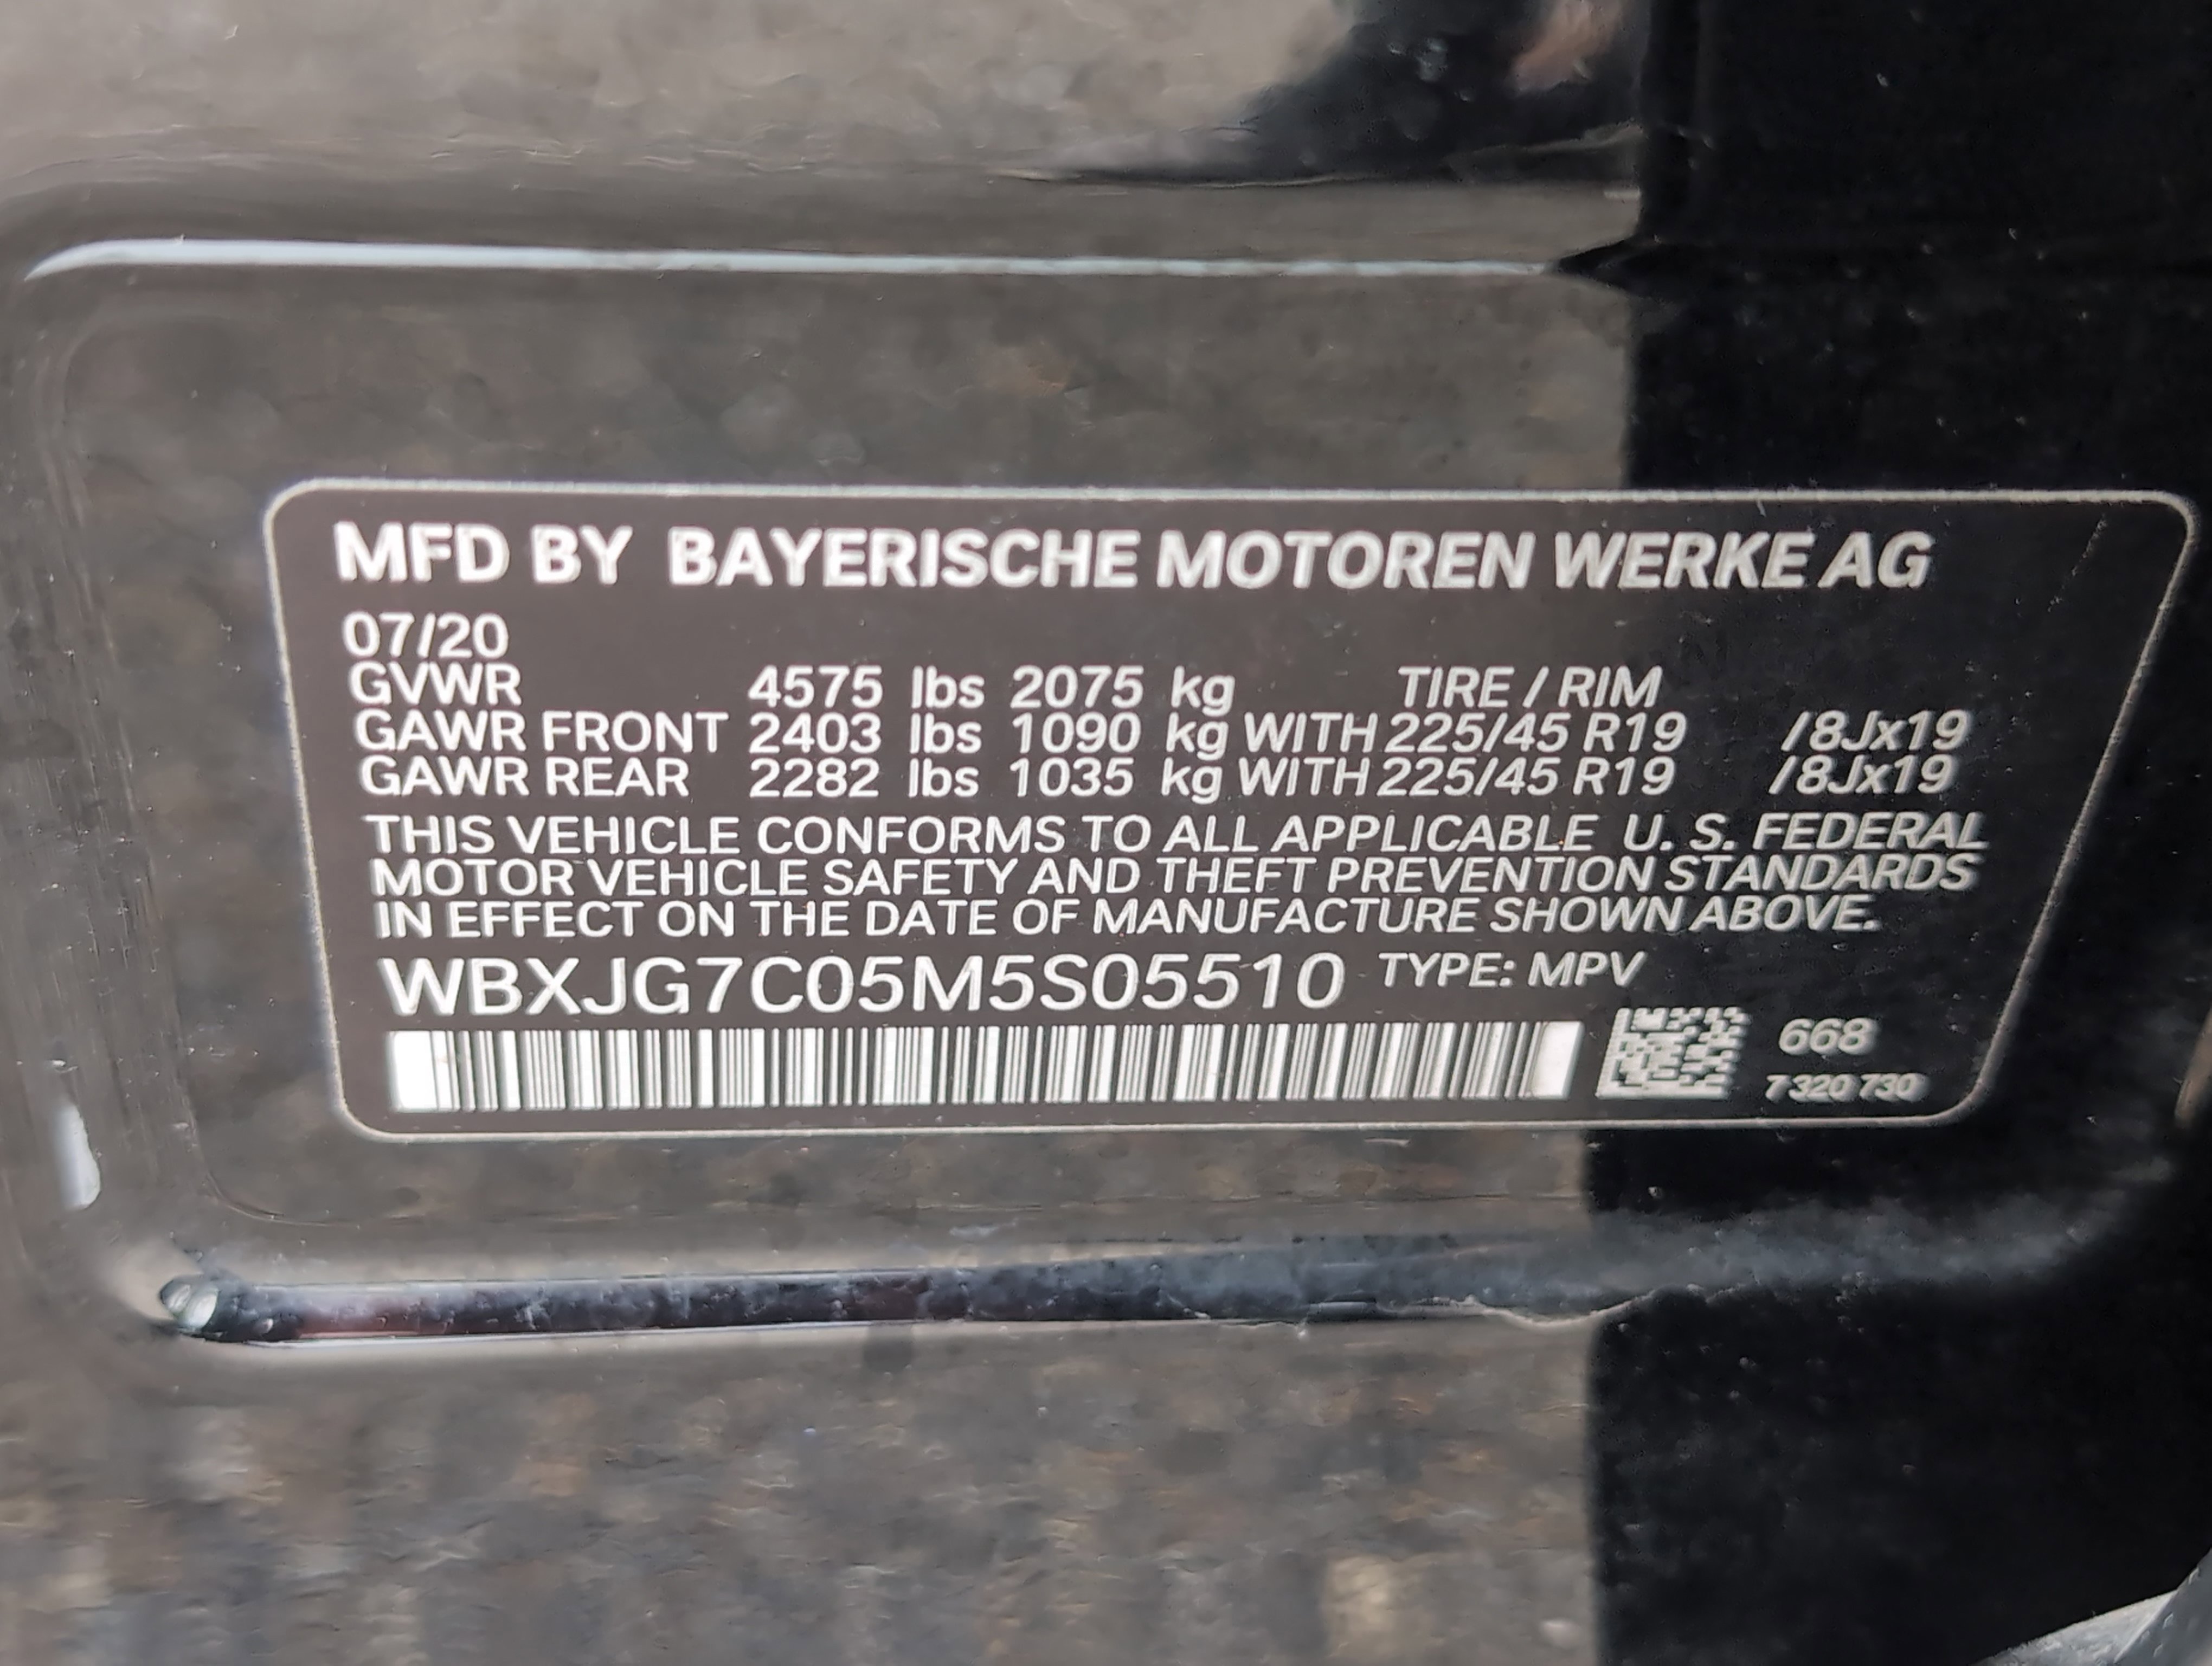 MFD BY BAYERISCHE MOTOREN WERKE AG
07/20
GVWR 4575 lbs 2075 kg TIRE / RIM
GAWR FRONT 2403 lbs 1090 kg WITH 225/45 R19 /8Jx19
GAWR REAR 2282 lbs 1035 kg WITH 225/45 R19 /8Jx19
THIS VEHICLE CONFORMS TO ALL APPLICABLE U. S. FEDERAL
MOTOR VEHICLE SAFETY AND THEFT PREVENTION STANDARDS
IN EFFECT ON THE DATE OF MANUFACTURE SHOWN ABOVE.
WBXJG7C05M5S05510 TYPE: MPV
668
7 320 730